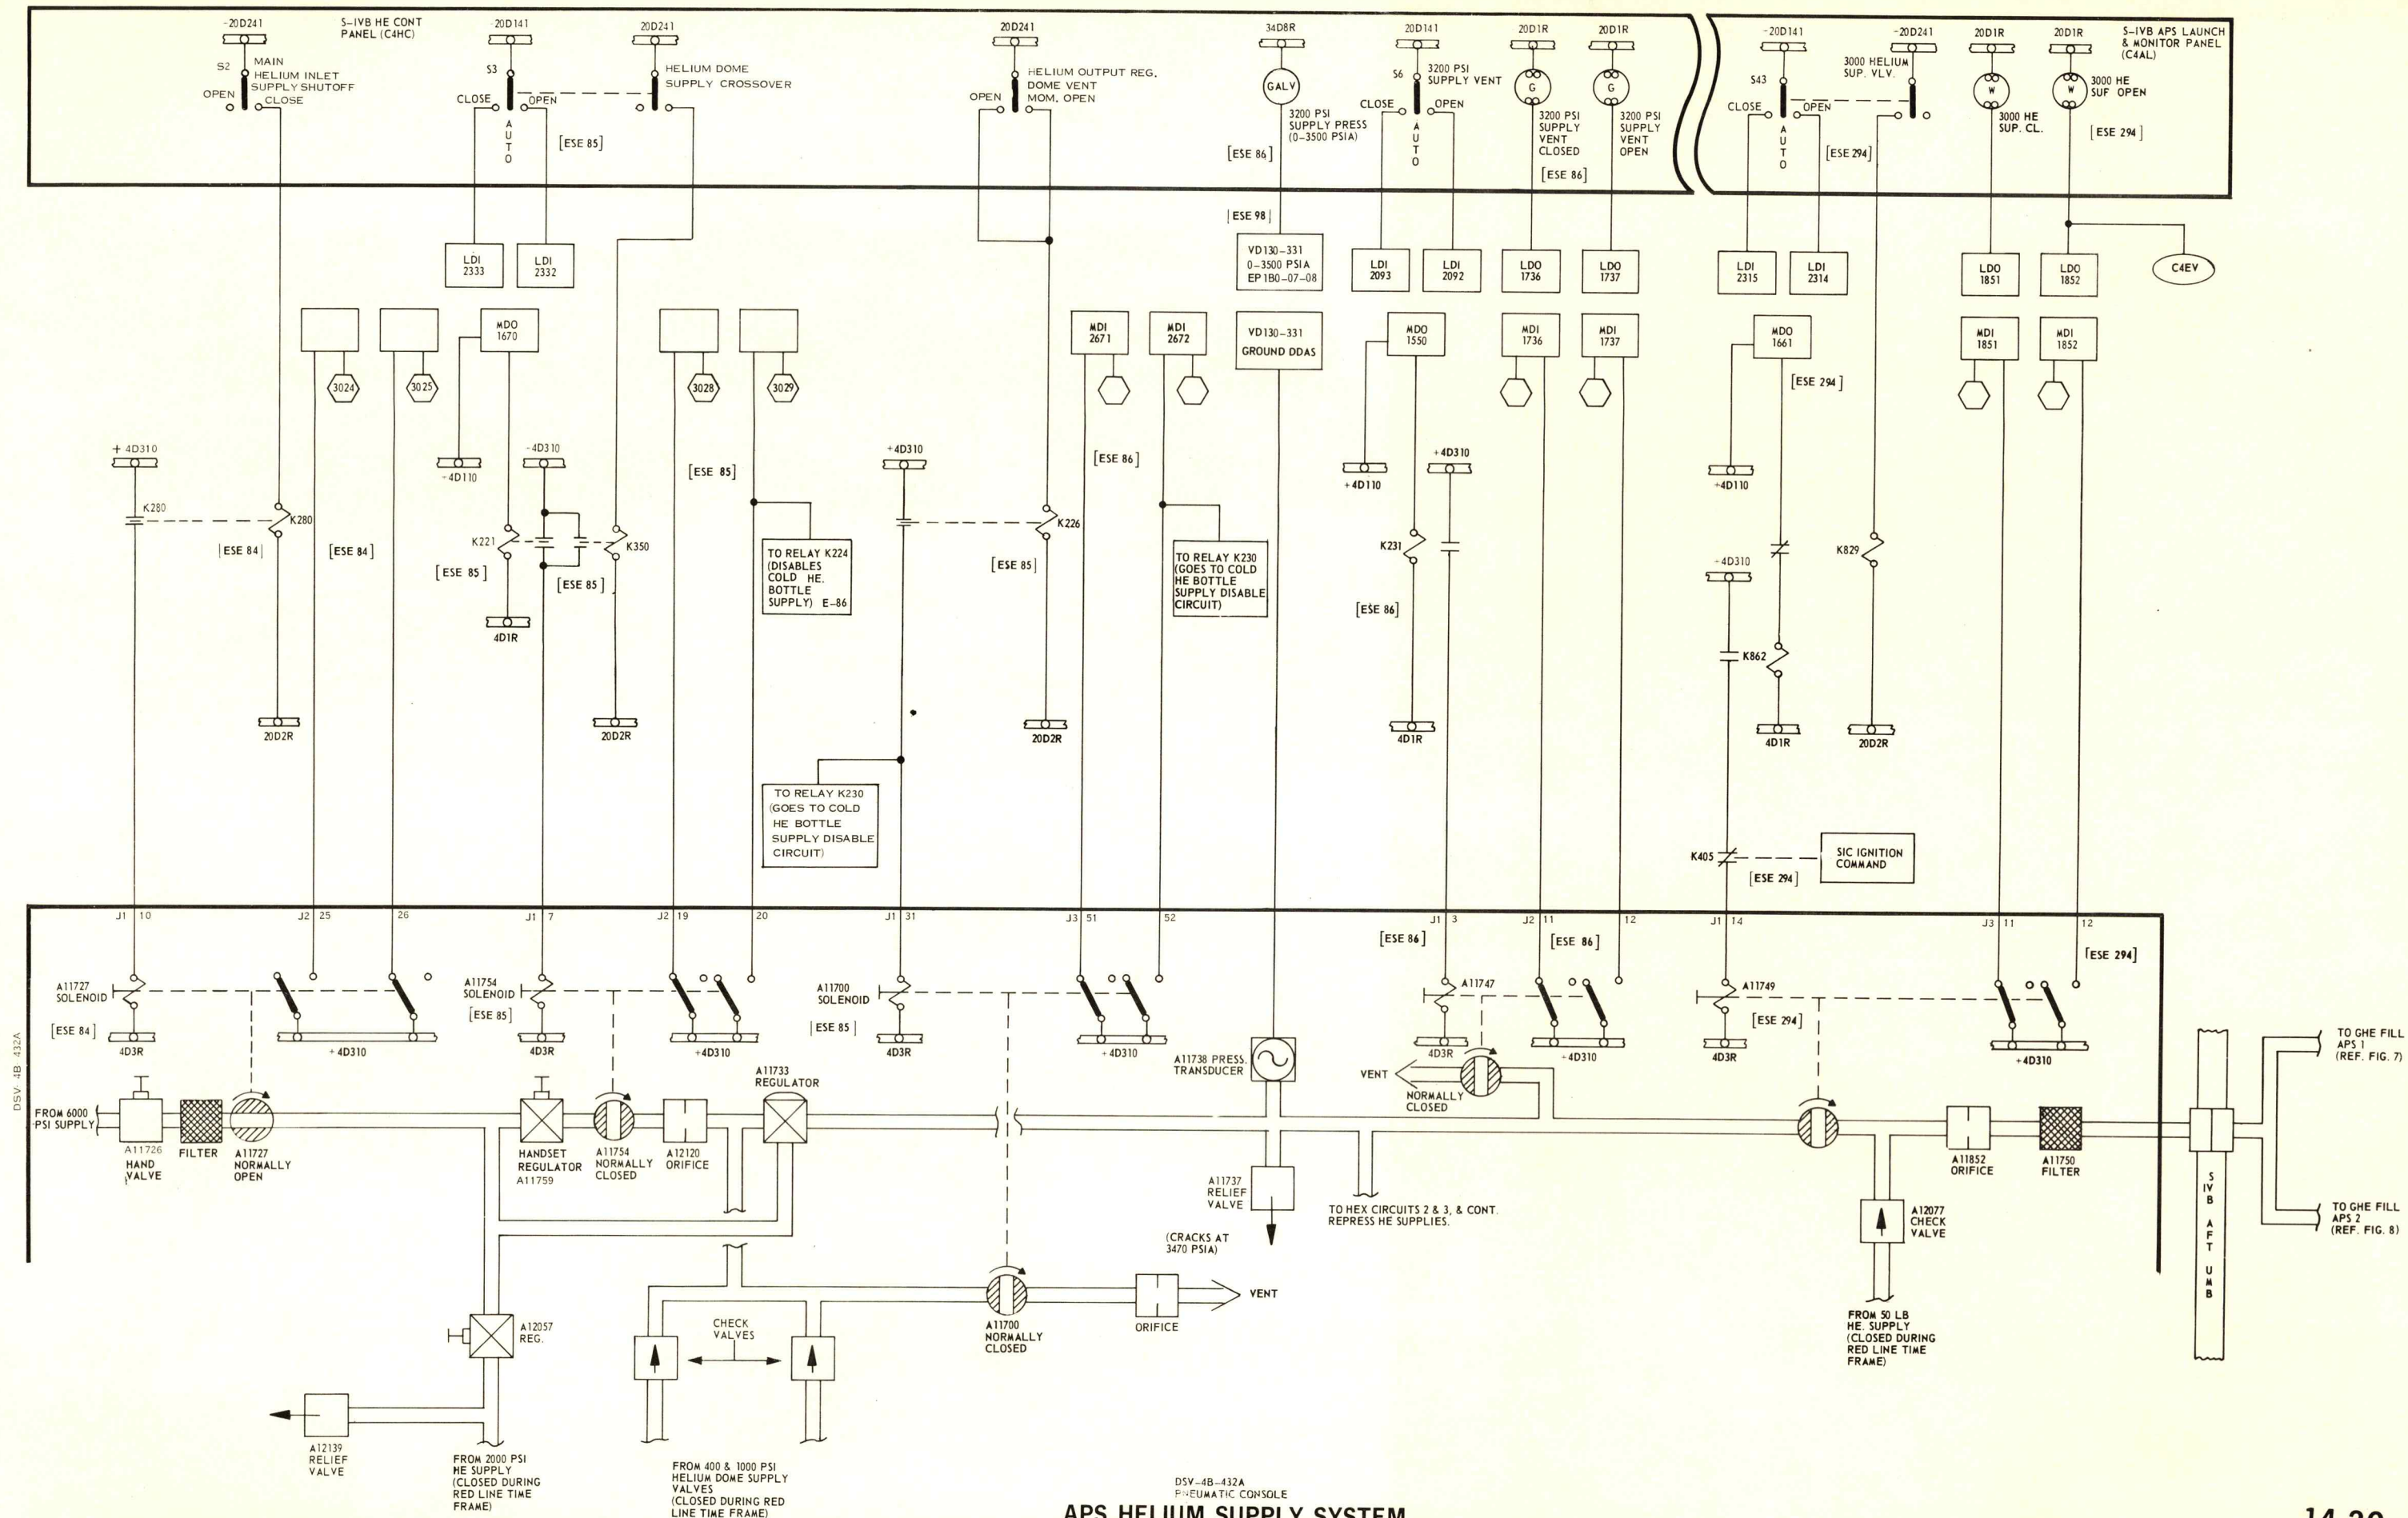 -20D241
S-IVB HE CONT
PANEL (C4HC)
-20D141
20D241
20D241
34D8R
20D141
20D1R
20D1R
-20D141
-20D241
20D1R
20D1R
S-IVB APS LAUNCH
& MONITOR PANEL
(C4AL)
S2
MAIN
HELIUM INLET
SUPPLY SHUTOFF
OPEN
CLOSE
S3
CLOSE
OPEN
AUTO
[ESE 85]
HELIUM DOME
SUPPLY CROSSOVER
HELIUM OUTPUT REG.
DOME VENT
OPEN
MOM. OPEN
GALV
3200 PSI
SUPPLY PRESS
(0-3500 PSIA)
[ESE 86]
S6
3200 PSI
SUPPLY VENT
CLOSE
OPEN
AUTO
G
3200 PSI
SUPPLY
VENT
CLOSED
[ESE 86]
G
3200 PSI
SUPPLY
VENT
OPEN
S43
CLOSE
OPEN
AUTO
[ESE 294]
3000 HELIUM
SUP. VLV.
W
3000 HE
SUP. CL.
W
3000 HE
SUF OPEN
[ESE 294]
[ESE 98]
LDI
2333
LDI
2332
VD130-331
0-3500 PSIA
EP1B0-07-08
LDI
2093
LDI
2092
LDO
1736
LDO
1737
LDI
2315
LDI
2314
LDO
1851
LDO
1852
C4EV
3024
3025
MDO
1670
3028
3029
MDI
2671
MDI
2672
VD130-331
GROUND DDAS
MDO
1550
MDI
1736
MDI
1737
MDO
1661
[ESE 294]
MDI
1851
MDI
1852
+ 4D310
K280
K280
[ESE 84]
[ESE 84]
20D2R
-4D110
-4D310
K221
[ESE 85]
4D1R
[ESE 85]
K350
20D2R
[ESE 85]
TO RELAY K224
(DISABLES
COLD HE.
BOTTLE
SUPPLY) E-86
+4D310
K226
[ESE 85]
20D2R
TO RELAY K230
(GOES TO COLD
HE BOTTLE
SUPPLY DISABLE
CIRCUIT)
[ESE 86]
TO RELAY K230
(GOES TO COLD
HE BOTTLE
SUPPLY DISABLE
CIRCUIT)
+4D110
+4D310
K231
[ESE 86]
4D1R
+4D110
-4D310
K862
4D1R
K829
20D2R
K405
SIC IGNITION
COMMAND
[ESE 294]
J1 10
J2 25
26
J1 7
J2 19
20
J1 31
J3 51
52
J1 3
J2 11
12
J1 14
J3 11
12
[ESE 86]
[ESE 86]
[ESE 294]
A11727
SOLENOID
[ESE 84]
4D3R
+4D310
A11754
SOLENOID
[ESE 85]
4D3R
+4D310
A11700
SOLENOID
[ESE 85]
4D3R
+4D310
A11738 PRESS.
TRANSDUCER
A11747
4D3R
+4D310
A11749
[ESE 294]
4D3R
+4D310
DSV-4B-432A
FROM 6000
PSI SUPPLY
A11726
HAND
VALVE
FILTER
A11727
NORMALLY
OPEN
HANDSET
REGULATOR
A11759
A11754
NORMALLY
CLOSED
A12120
ORIFICE
A11733
REGULATOR
VENT
NORMALLY
CLOSED
A11737
RELIEF
VALVE
(CRACKS AT
3470 PSIA)
TO HEX CIRCUITS 2 & 3, & CONT.
REPRESS HE SUPPLIES.
A11852
ORIFICE
A11750
FILTER
A12077
CHECK
VALVE
FROM 50 LB
HE. SUPPLY
(CLOSED DURING
RED LINE TIME
FRAME)
SIVB AFT UMB
TO GHE FILL
APS 1
(REF. FIG. 7)
TO GHE FILL
APS 2
(REF. FIG. 8)
A12057
REG.
CHECK
VALVES
A11700
NORMALLY
CLOSED
ORIFICE
VENT
A12139
RELIEF
VALVE
FROM 2000 PSI
HE SUPPLY
(CLOSED DURING
RED LINE TIME
FRAME)
FROM 400 & 1000 PSI
HELIUM DOME SUPPLY
VALVES
(CLOSED DURING RED
LINE TIME FRAME)
DSV-4B-432A
PNEUMATIC CONSOLE
APS HELIUM SUPPLY SYSTEM
14-20